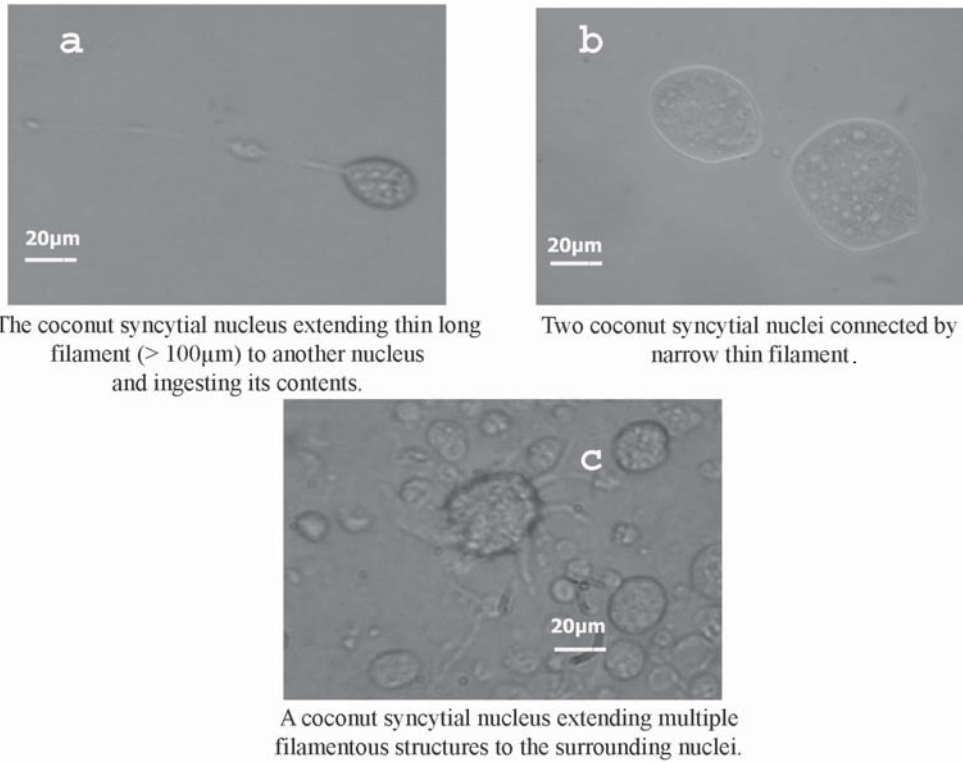 a
20μm
The coconut syncytial nucleus extending thin long
filament (> 100μm) to another nucleus
and ingesting its contents.
b
20μm
Two coconut syncytial nuclei connected by
narrow thin filament.
c
20μm
A coconut syncytial nucleus extending multiple
filamentous structures to the surrounding nuclei.